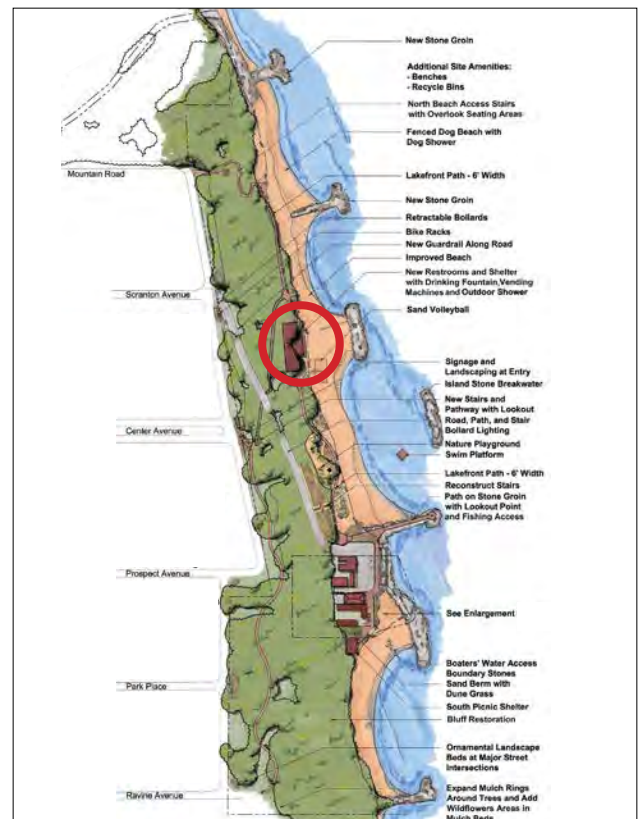 New Stone Groin
Additional Site Amenities:
- Benches
- Recycle Bins
North Beach Access Stairs
with Overlook Seating Areas
Fenced Dog Beach with
Dog Shower
Mountain Road
Lakefront Path - 6' Width
New Stone Groin
Retractable Bollards
Bike Racks
New Guardrail Along Road
Improved Beach
New Restrooms and Shelter
with Drinking Fountain, Vending
Machines and Outdoor Shower
Scranton Avenue
Sand Volleyball
Signage and
Landscaping at Entry
Island Stone Breakwater
New Stairs and
Pathway with Lookout
Road, Path, and Stair
Bollard Lighting
Center Avenue
Nature Playground
Swim Platform
Lakefront Path - 6' Width
Reconstruct Stairs
Path on Stone Groin
with Lookout Point
and Fishing Access
Prospect Avenue
See Enlargement
Boaters' Water Access
Boundary Stones
Sand Berm with
Dune Grass
Park Place
South Picnic Shelter
Bluff Restoration
Ornamental Landscape
Beds at Major Street
Intersections
Ravine Avenue
Expand Mulch Rings
Around Trees and Add
Wildflowers Areas in
Mulch Beds